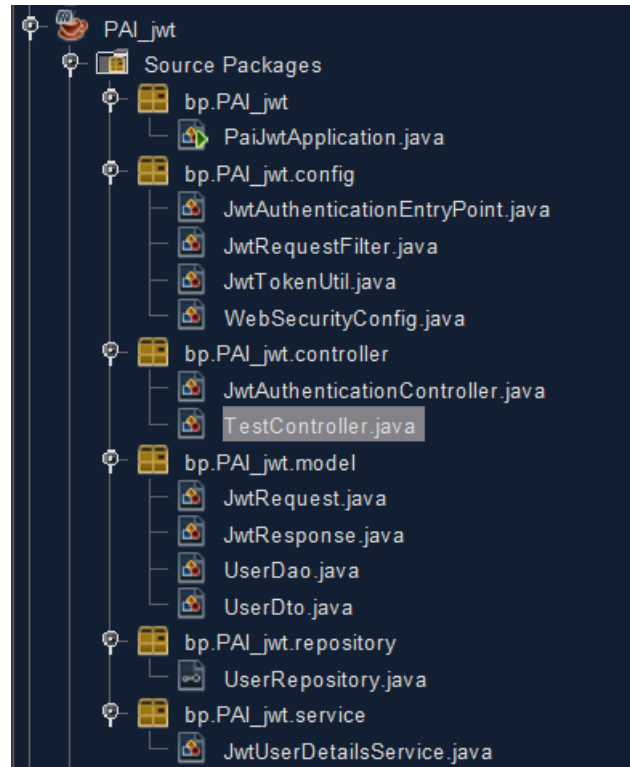 PAI_jwt
Source Packages
bp.PAI_jwt
PaiJwtApplication.java
bp.PAI_jwt.config
JwtAuthenticationEntryPoint.java
JwtRequestFilter.java
JwtTokenUtil.java
WebSecurityConfig.java
bp.PAI_jwt.controller
JwtAuthenticationController.java
TestController.java
bp.PAI_jwt.model
JwtRequest.java
JwtResponse.java
UserDao.java
UserDto.java
bp.PAI_jwt.repository
UserRepository.java
bp.PAI_jwt.service
JwtUserDetailsService.java